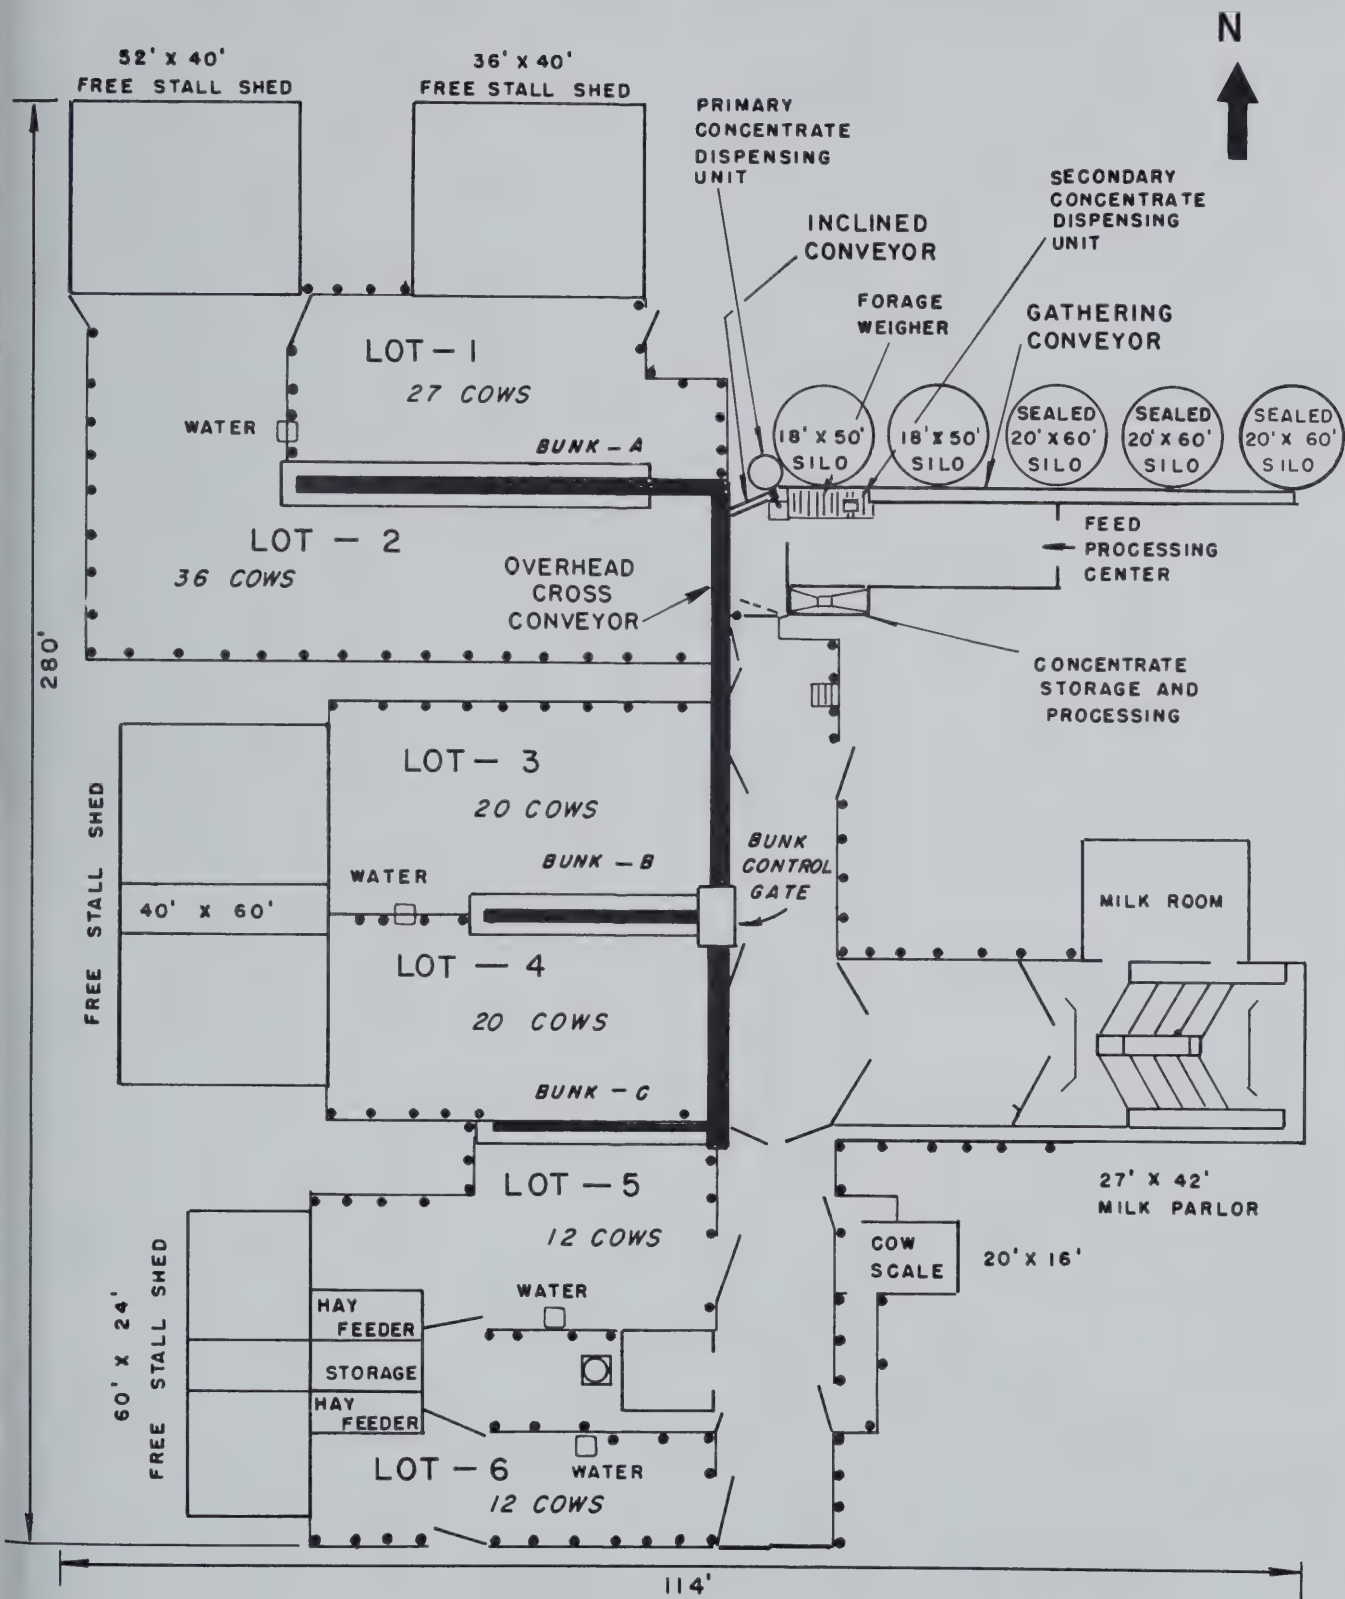 N
52' X 40'
FREE STALL SHED
36' X 40'
FREE STALL SHED
PRIMARY
CONCENTRATE
DISPENSING
UNIT
SECONDARY
CONCENTRATE
DISPENSING
UNIT
INCLINED
CONVEYOR
FORAGE
WEIGHER
GATHERING
CONVEYOR
LOT - 1
27 COWS
WATER
BUNK - A
18' X 50'
SILO
18' X 50'
SILO
SEALED
20' X 60'
SILO
SEALED
20' X 60'
SILO
SEALED
20' X 60'
SILO
LOT - 2
36 COWS
OVERHEAD
CROSS
CONVEYOR
FEED
PROCESSING
CENTER
280'
CONCENTRATE
STORAGE AND
PROCESSING
LOT - 3
20 COWS
FREE STALL SHED
40' X 60'
WATER
BUNK - B
BUNK
CONTROL
GATE
MILK ROOM
LOT - 4
20 COWS
BUNK - C
27' X 42'
MILK PARLOR
LOT - 5
12 COWS
COW
SCALE
20' X 16'
60' X 24'
FREE STALL SHED
HAY
FEEDER
WATER
STORAGE
HAY
FEEDER
LOT - 6
WATER
12 COWS
114'